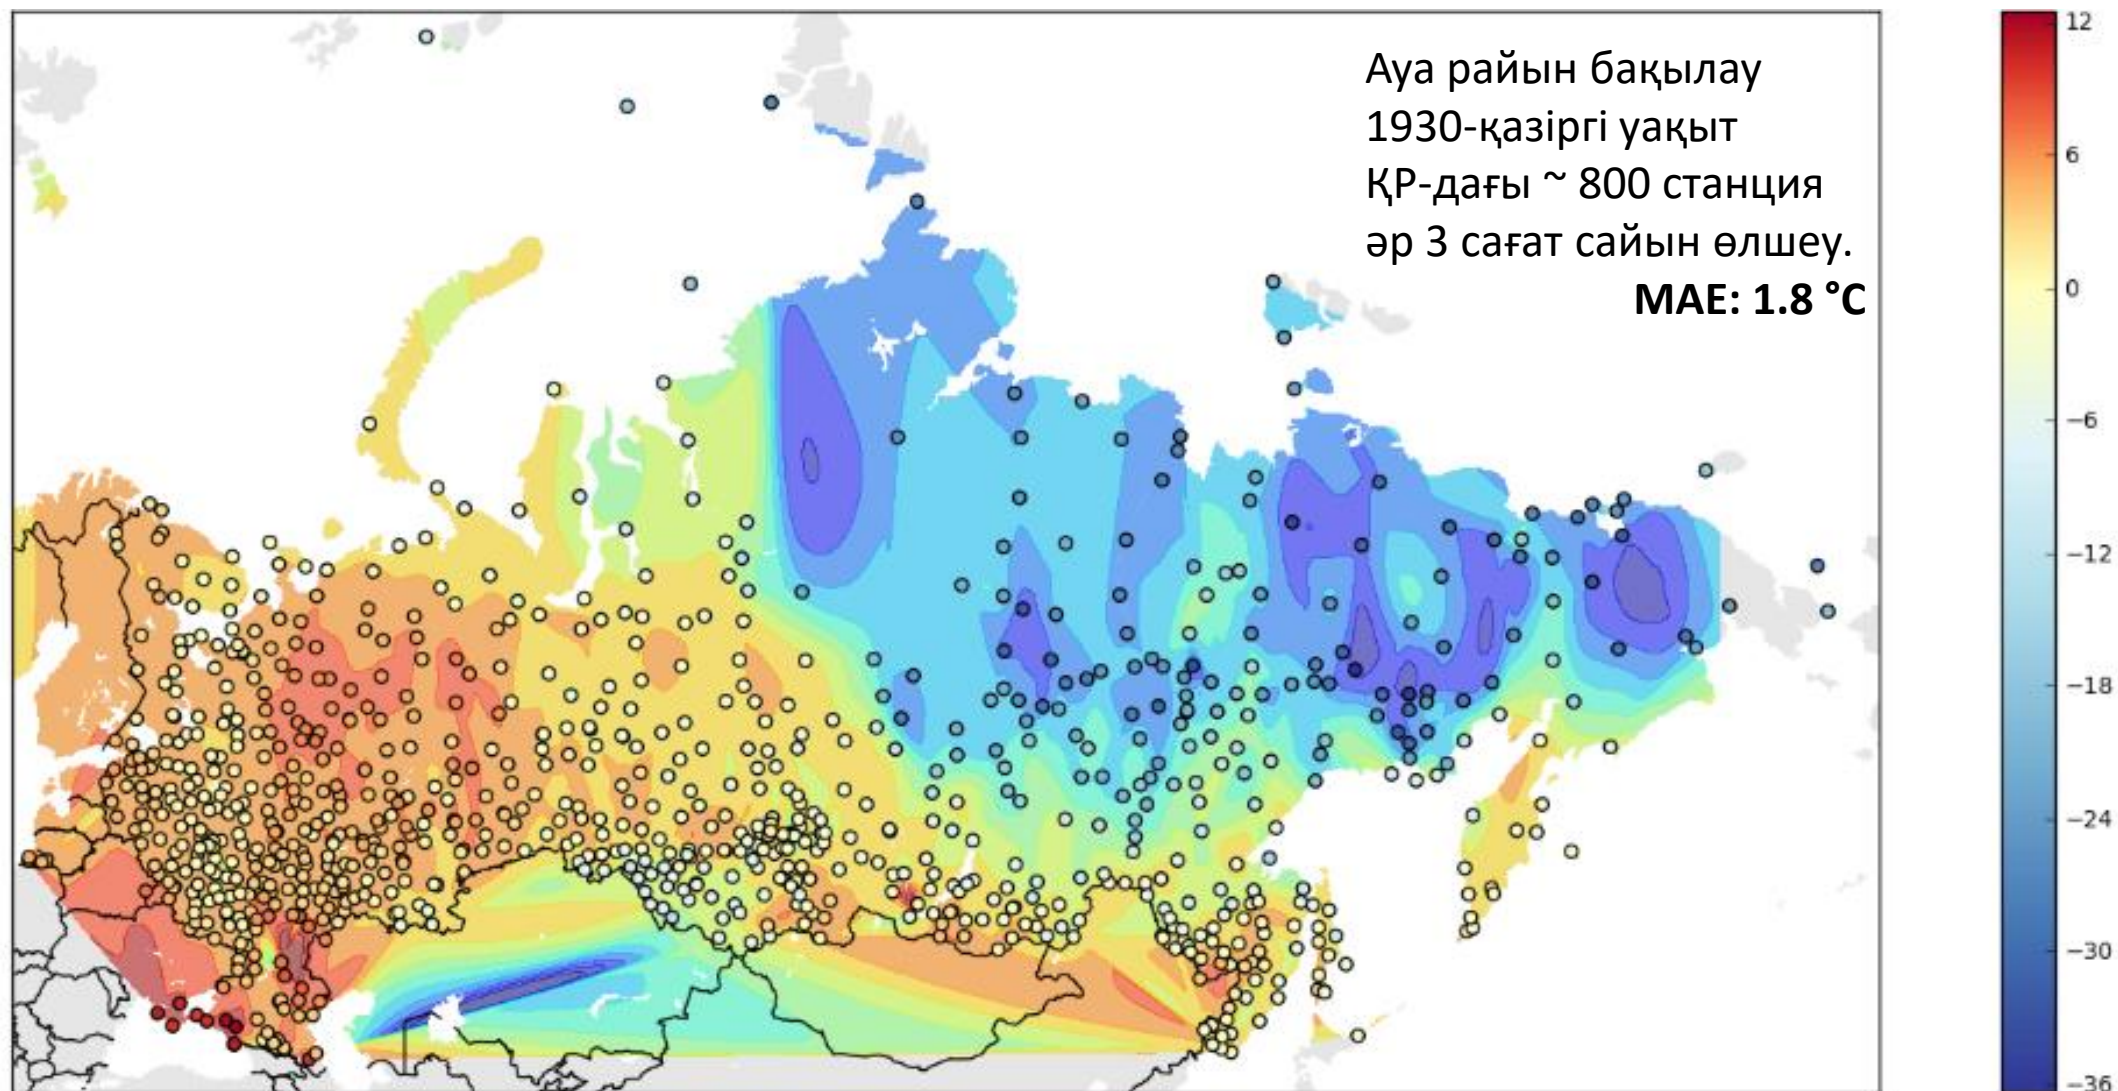 Ауа райын бақылау
1930-қазіргі уақыт
ҚР-дағы ~ 800 станция
әр 3 сағат сайын өлшеу.
MAE: 1.8 °C
12
6
0
−6
−12
−18
−24
−30
−36